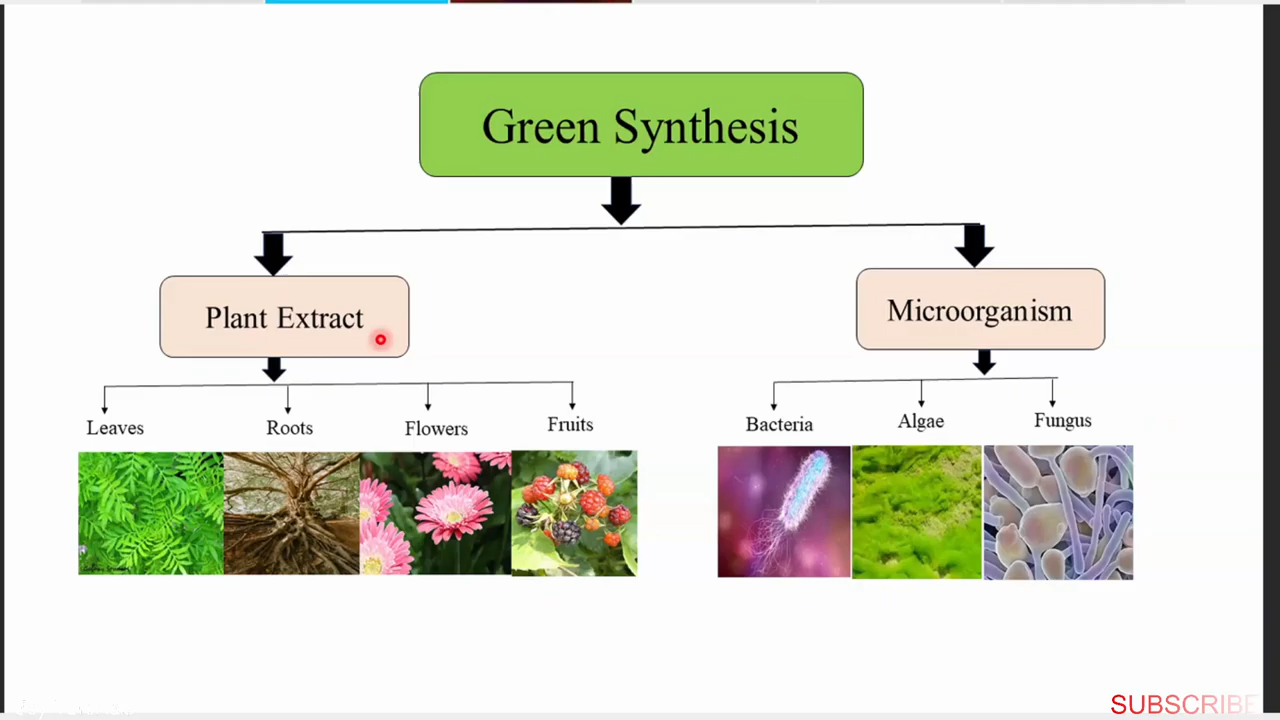 Green Synthesis
Plant Extract
Microorganism
Leaves
Roots
Flowers
Fruits
Bacteria
Algae
Fungus
SUBSCRIBE